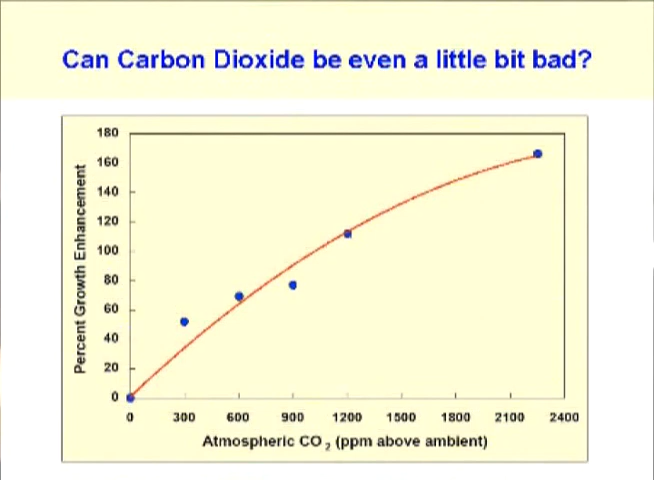 Can Carbon Dioxide be even a little bit bad?
180
160
140
120
100
80
60
40
20
0
Percent Growth Enhancement
0 300 600 900 1200 1500 1800 2100 2400
Atmospheric CO2 (ppm above ambient)